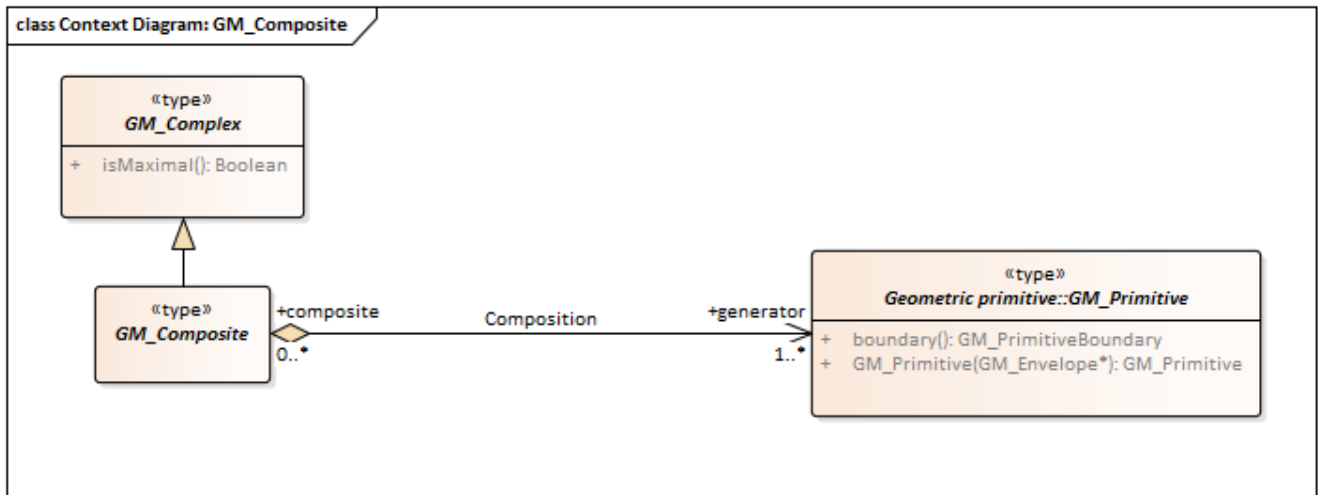 class Context Diagram: GM_Composite
«type»
GM_Complex
+ isMaximal(): Boolean
«type»
GM_Composite
+composite
0..*
Composition
+generator
1..*
«type»
Geometric primitive::GM_Primitive
+ boundary(): GM_PrimitiveBoundary
+ GM_Primitive(GM_Envelope*): GM_Primitive